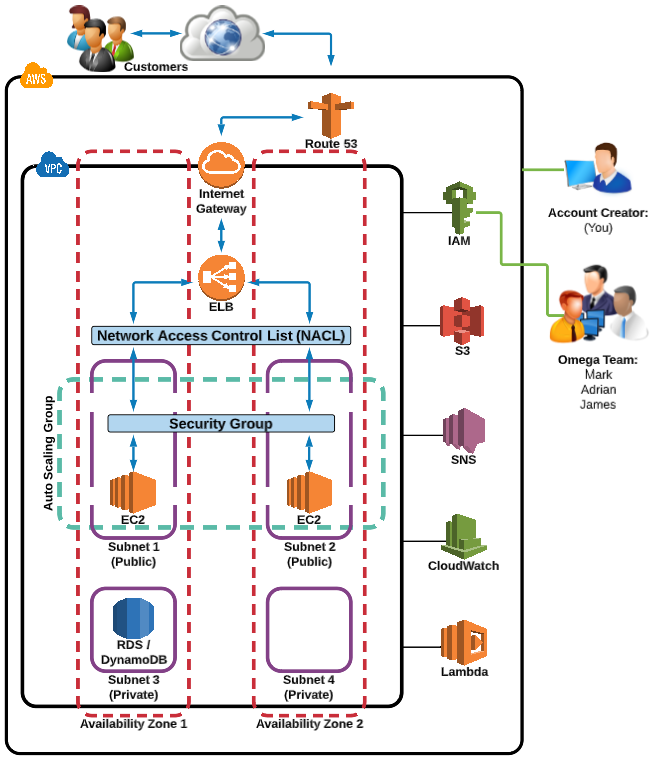 Customers
AWS
Route 53
VPC
Internet
Gateway
Account Creator:
(You)
IAM
ELB
Network Access Control List (NACL)
S3
Omega Team:
Mark
Adrian
James
Auto Scaling Group
Security Group
SNS
EC2
EC2
Subnet 1
(Public)
Subnet 2
(Public)
CloudWatch
RDS /
DynamoDB
Subnet 3
(Private)
Subnet 4
(Private)
Lambda
Availability Zone 1
Availability Zone 2